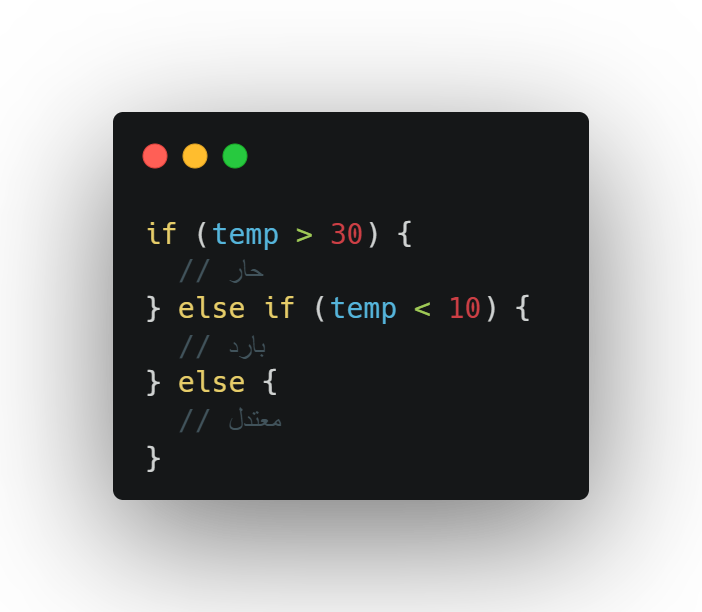 if (temp > 30) {
  // حار
} else if (temp < 10) {
  // بارد
} else {
  // معتدل
}